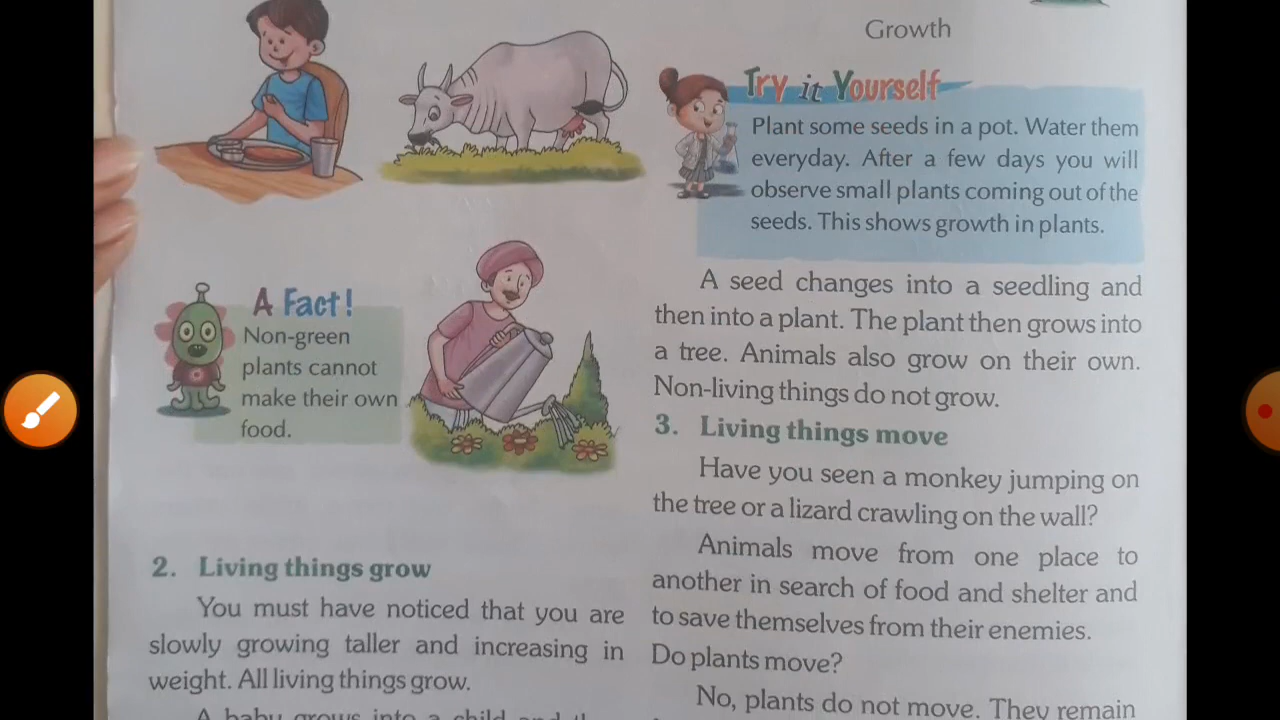 A Fact!
Non-green
plants cannot
make their own
food.
2. Living things grow
You must have noticed that you are
slowly growing taller and increasing in
weight. All living things grow.
A baby grows into a child and
Growth
Try it Yourself
Plant some seeds in a pot. Water them
everyday. After a few days you will
observe small plants coming out of the
seeds. This shows growth in plants.
A seed changes into a seedling and
then into a plant. The plant then grows into
a tree. Animals also grow on their own.
Non-living things do not grow.
3. Living things move
Have you seen a monkey jumping on
the tree or a lizard crawling on the wall?
Animals move from one place to
another in search of food and shelter and
to save themselves from their enemies.
Do plants move?
No, plants do not move. They remain